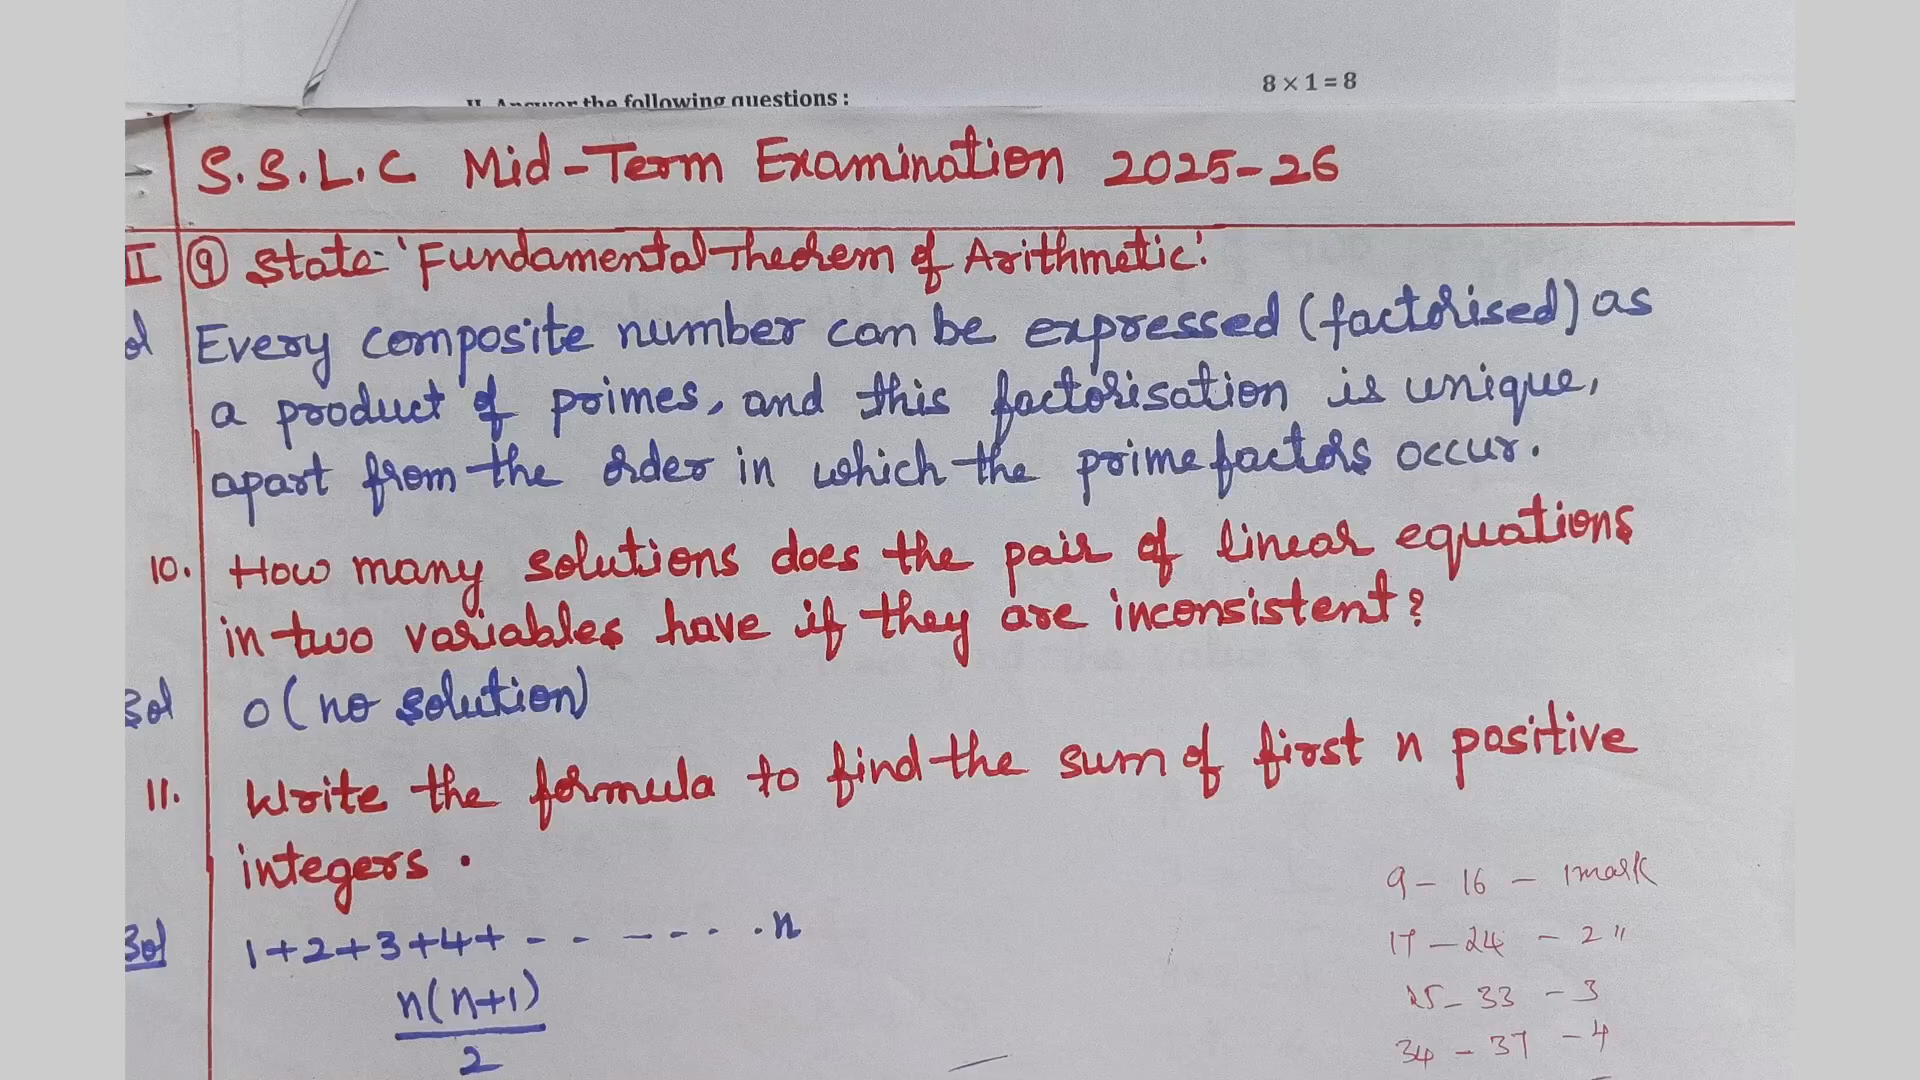 8 × 1 = 8
II. Answer the following questions :
S.S.L.C Mid-Term Examination 2025-26
II 9 State 'Fundamental Theorem of Arithmetic'.
Every composite number can be expressed (factorised) as
a product of primes, and this factorisation is unique,
apart from the order in which the prime factors occur.
10. How many solutions does the pair of linear equations
in two variables have if they are inconsistent?
Sol 0 (no solution)
11. Write the formula to find the sum of first n positive
integers.
Sol 1+2+3+4+ - - - - - - . . n
n(n+1)
2
9 - 16 - 1 mark
17 - 24 - 2 "
25 - 33 - 3
34 - 37 - 4